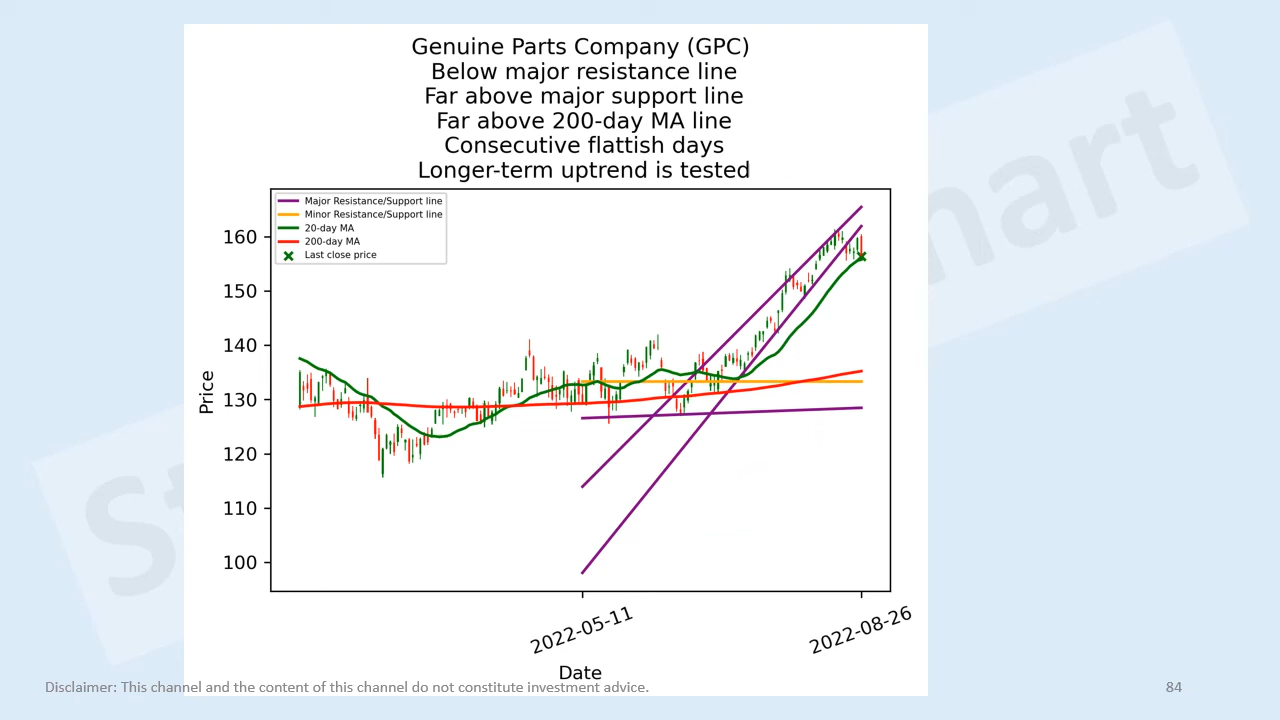 Genuine Parts Company (GPC)
Below major resistance line
Far above major support line
Far above 200-day MA line
Consecutive flattish days
Longer-term uptrend is tested
Major Resistance/Support line
Minor Resistance/Support line
20-day MA
200-day MA
Last close price
160
150
140
130
120
110
100
Price
2022-05-11
2022-08-26
Date
Disclaimer: This channel and the content of this channel do not constitute investment advice.
84